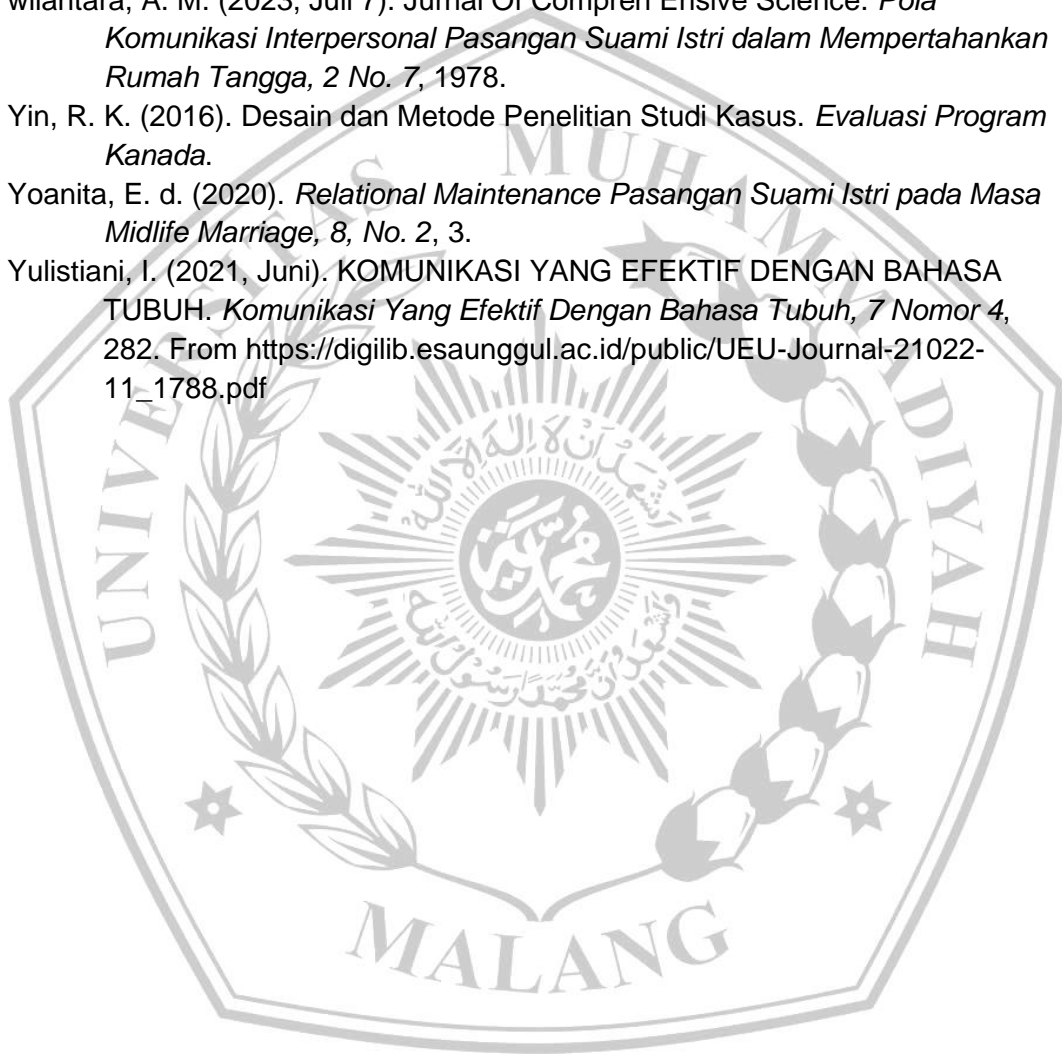 wilantara, A. M. (2023, Juli 7). Jurnal Of Compreh Ensive Science. Pola
Komunikasi Interpersonal Pasangan Suami Istri dalam Mempertahankan
Rumah Tangga, 2 No. 7, 1978.
Yin, R. K. (2016). Desain dan Metode Penelitian Studi Kasus. Evaluasi Program
Kanada.
Yoanita, E. d. (2020). Relational Maintenance Pasangan Suami Istri pada Masa
Midlife Marriage, 8, No. 2, 3.
Yulistiani, I. (2021, Juni). KOMUNIKASI YANG EFEKTIF DENGAN BAHASA
TUBUH. Komunikasi Yang Efektif Dengan Bahasa Tubuh, 7 Nomor 4,
282. From https://digilib.esaunggul.ac.id/public/UEU-Journal-21022-
11_1788.pdf
UNIVERSITAS MUHAMMADIYAH
MALANG